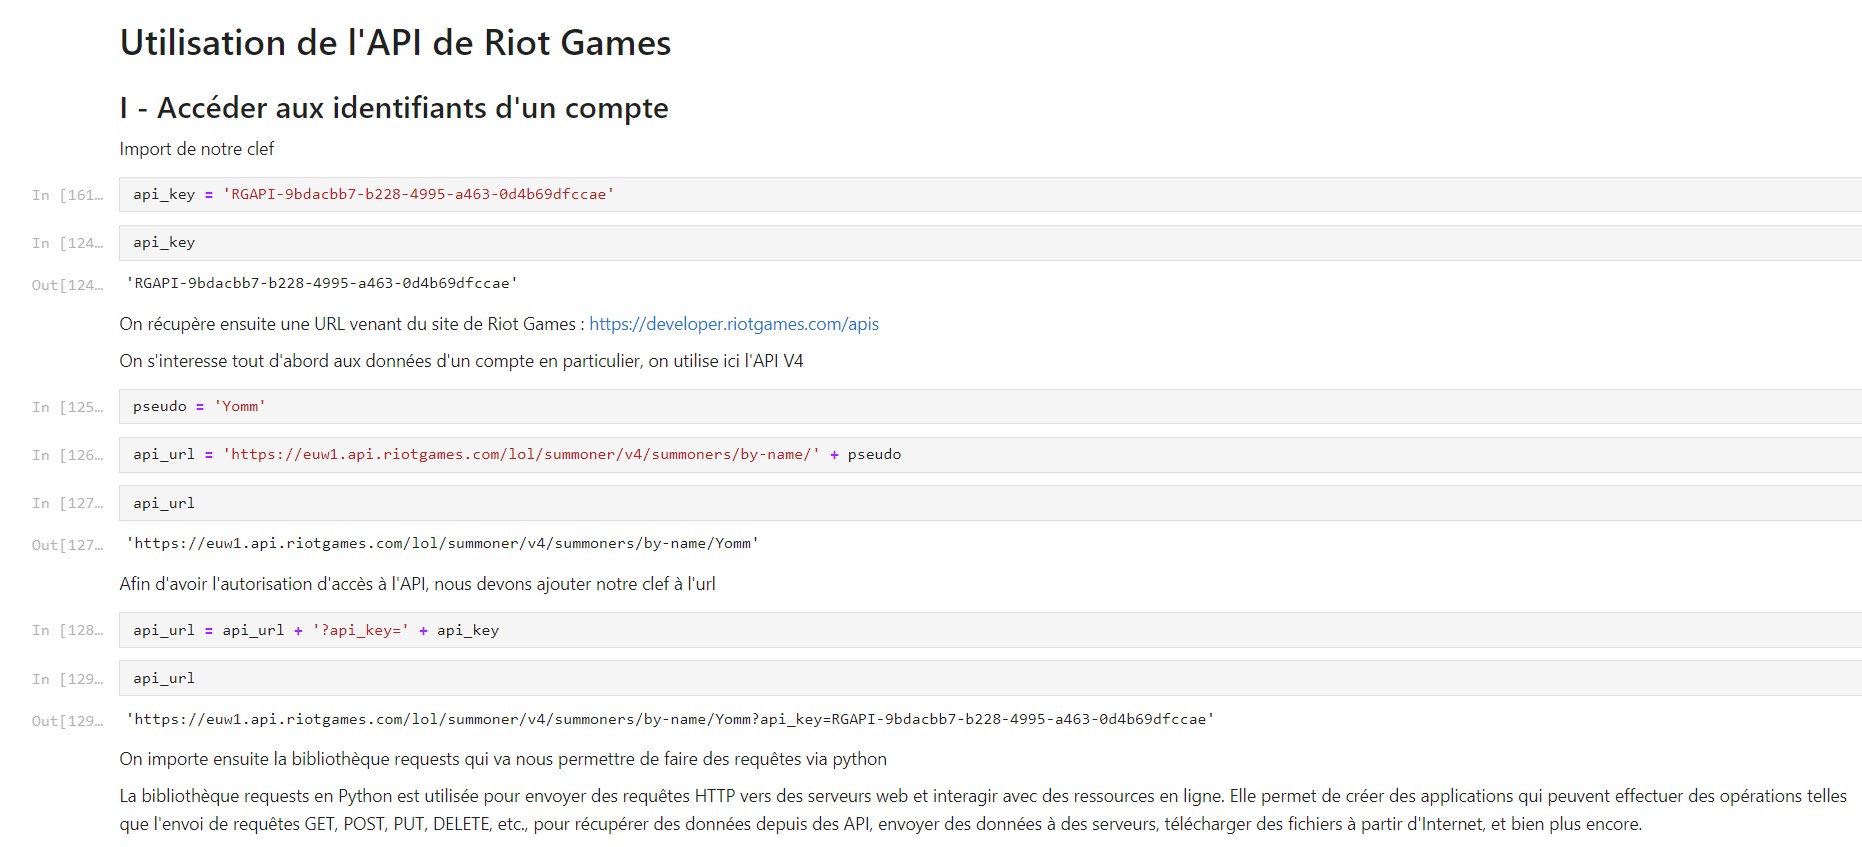 Utilisation de l'API de Riot Games
I - Accéder aux identifiants d'un compte
Import de notre clef
In [161… api_key = 'RGAPI-9bdacbb7-b228-4995-a463-0d4b69dfccae'
In [124… api_key
Out[124… 'RGAPI-9bdacbb7-b228-4995-a463-0d4b69dfccae'
On récupère ensuite une URL venant du site de Riot Games : https://developer.riotgames.com/apis
On s'interesse tout d'abord aux données d'un compte en particulier, on utilise ici l'API V4
In [125… pseudo = 'Yomm'
In [126… api_url = 'https://euw1.api.riotgames.com/lol/summoner/v4/summoners/by-name/' + pseudo
In [127… api_url
Out[127… 'https://euw1.api.riotgames.com/lol/summoner/v4/summoners/by-name/Yomm'
Afin d'avoir l'autorisation d'accès à l'API, nous devons ajouter notre clef à l'url
In [128… api_url = api_url + '?api_key=' + api_key
In [129… api_url
Out[129… 'https://euw1.api.riotgames.com/lol/summoner/v4/summoners/by-name/Yomm?api_key=RGAPI-9bdacbb7-b228-4995-a463-0d4b69dfccae'
On importe ensuite la bibliothèque requests qui va nous permettre de faire des requêtes via python
La bibliothèque requests en Python est utilisée pour envoyer des requêtes HTTP vers des serveurs web et interagir avec des ressources en ligne. Elle permet de créer des applications qui peuvent effectuer des opérations telles
que l'envoi de requêtes GET, POST, PUT, DELETE, etc., pour récupérer des données depuis des API, envoyer des données à des serveurs, télécharger des fichiers à partir d'Internet, et bien plus encore.